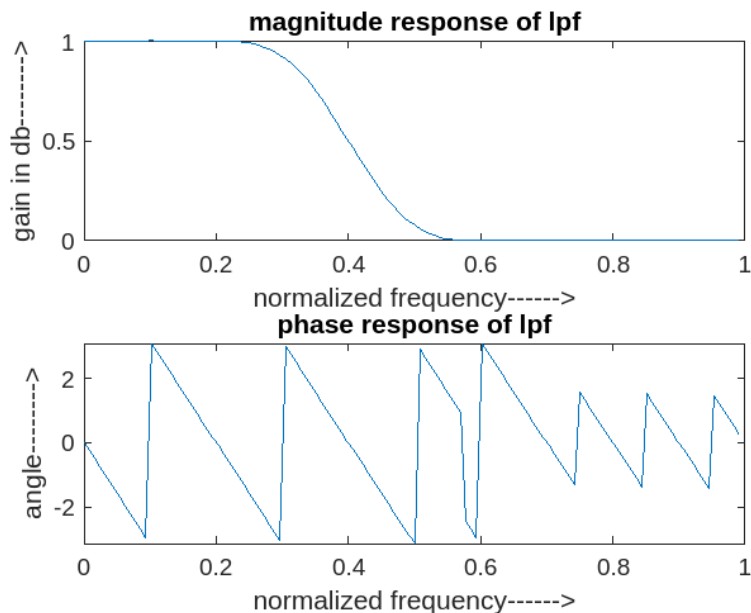 magnitude response of lpf
1
0.5
0
gain in db-------->
0 0.2 0.4 0.6 0.8 1
normalized frequency------>
phase response of lpf
2
0
-2
angle--------->
0 0.2 0.4 0.6 0.8 1
normalized frequency------>